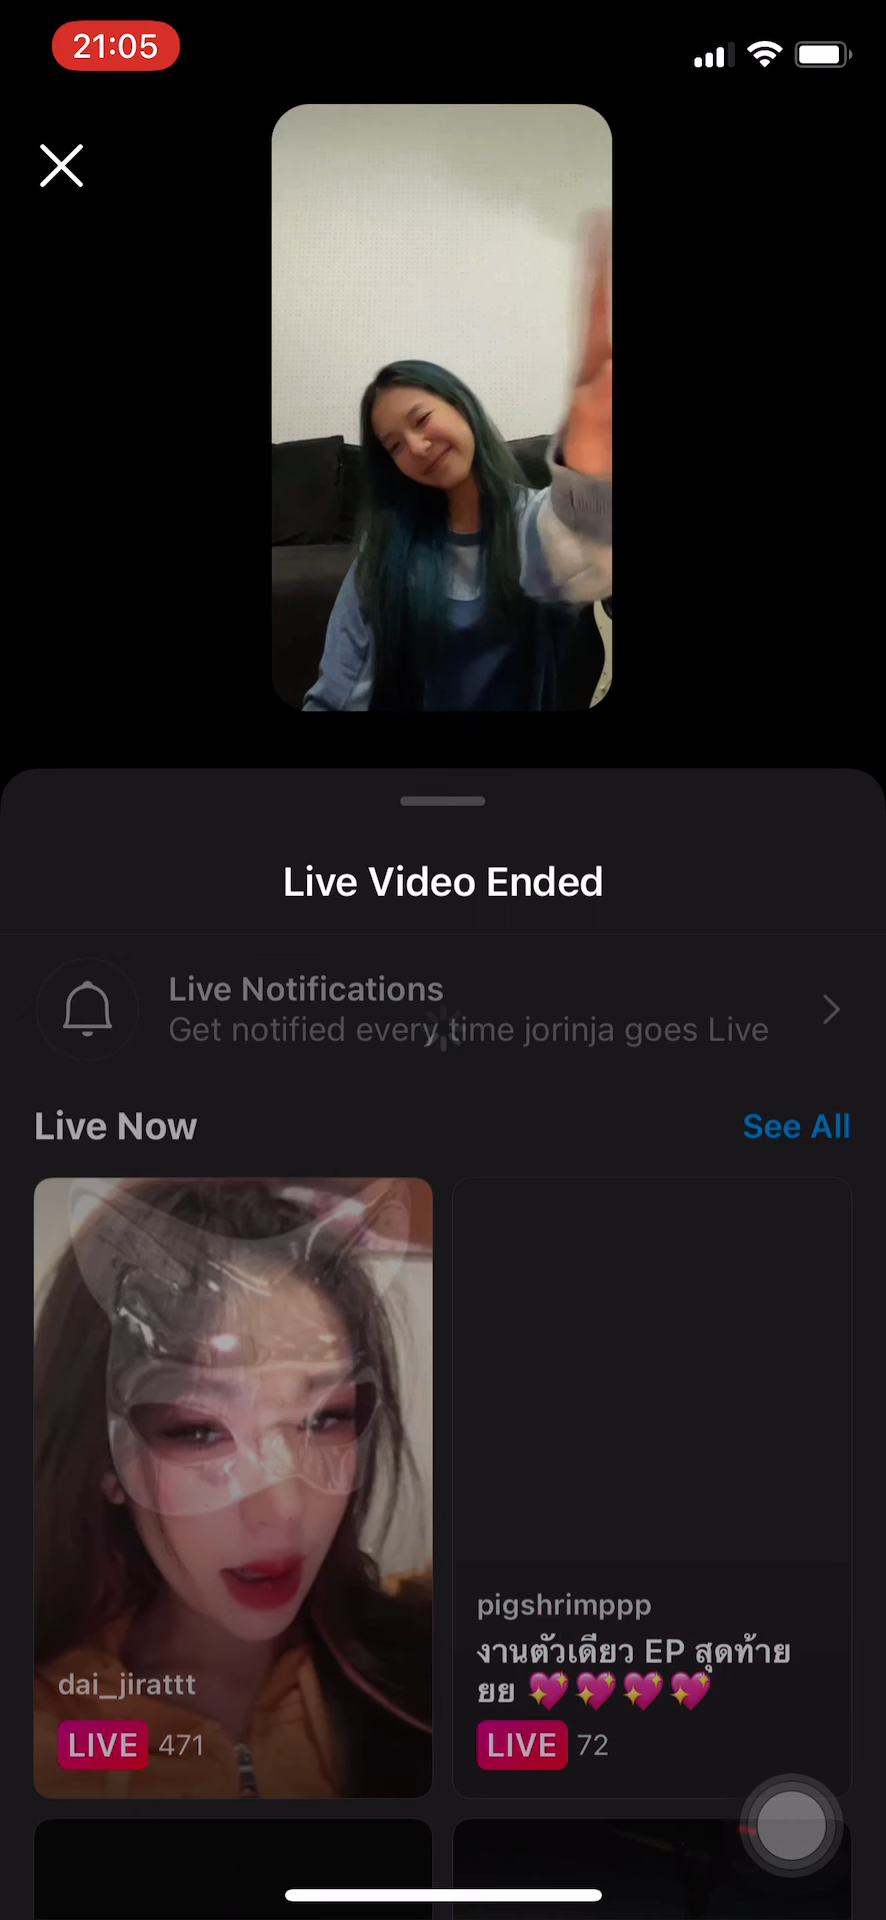 21:05
Live Video Ended
Live Notifications
Get notified every time jorinja goes Live
Live Now
See All
dai_jirattt
LIVE 471
pigshrimppp
งานตัวเดียว EP สุดท้าย
ยย 💖💖💖💖
LIVE 72